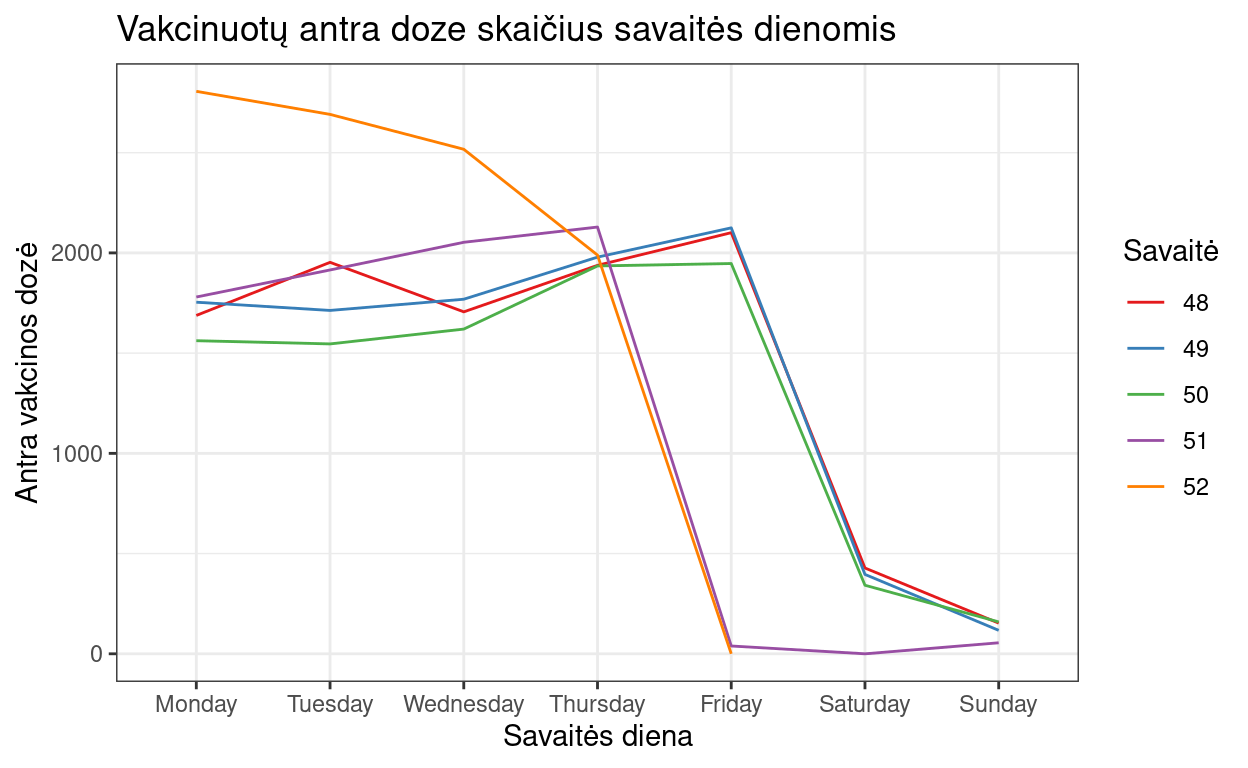 Vakcinuotų antra doze skaičius savaitės dienomis
Antra vakcinos dozė
2000
1000
0
Monday
Tuesday
Wednesday
Thursday
Friday
Saturday
Sunday
Savaitės diena
Savaitė
48
49
50
51
52